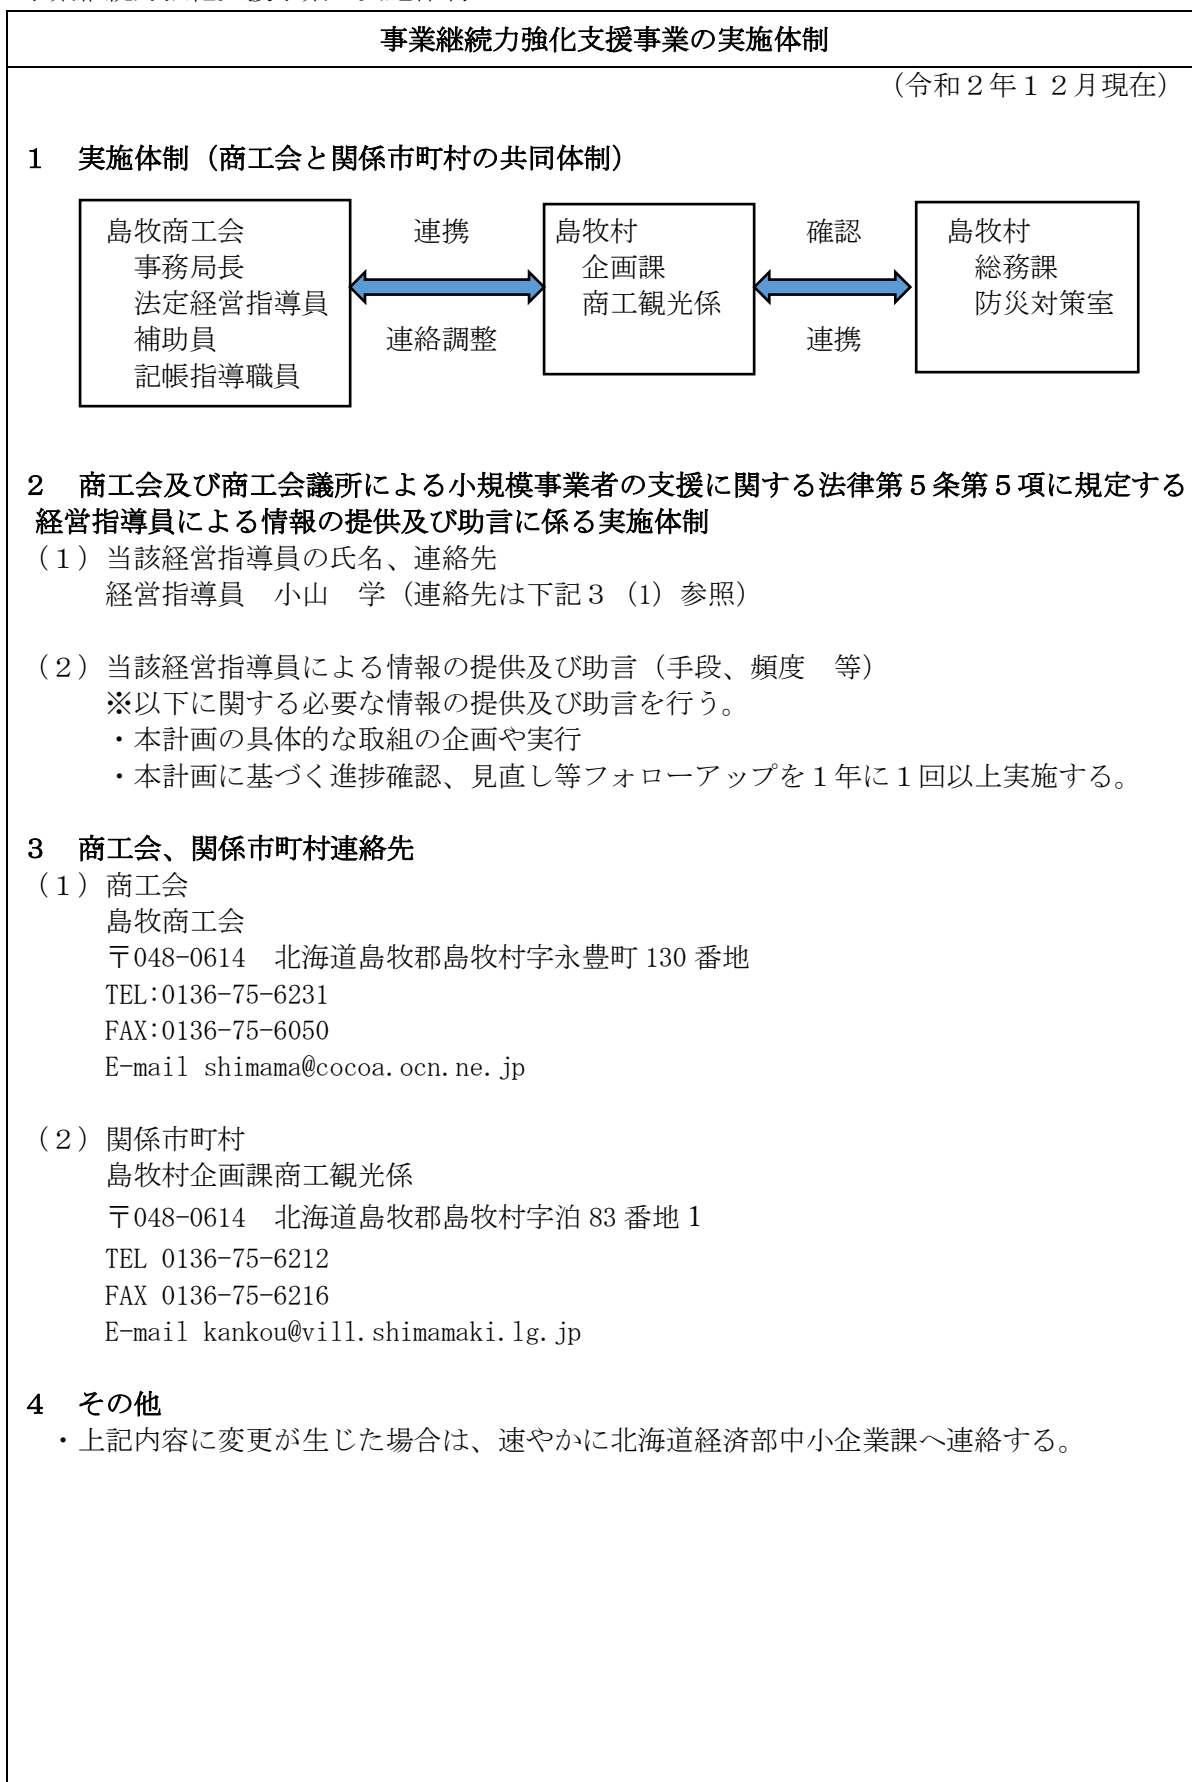 事業継続力強化支援事業の実施体制
（令和２年１２月現在）
１　実施体制（商工会と関係市町村の共同体制）
島牧商工会
事務局長
法定経営指導員
補助員
記帳指導職員
連携
連絡調整
島牧村
企画課
商工観光係
確認
連携
島牧村
総務課
防災対策室
２　商工会及び商工会議所による小規模事業者の支援に関する法律第５条第５項に規定する
経営指導員による情報の提供及び助言に係る実施体制
（１）当該経営指導員の氏名、連絡先
経営指導員　小山　学（連絡先は下記３（1）参照）
（２）当該経営指導員による情報の提供及び助言（手段、頻度　等）
※以下に関する必要な情報の提供及び助言を行う。
・本計画の具体的な取組の企画や実行
・本計画に基づく進捗確認、見直し等フォローアップを１年に１回以上実施する。
３　商工会、関係市町村連絡先
（１）商工会
島牧商工会
〒048-0614　北海道島牧郡島牧村字永豊町 130 番地
TEL:0136-75-6231
FAX:0136-75-6050
E-mail shimama@cocoa.ocn.ne.jp
（２）関係市町村
島牧村企画課商工観光係
〒048-0614　北海道島牧郡島牧村字泊 83 番地 1
TEL 0136-75-6212
FAX 0136-75-6216
E-mail kankou@vill.shimamaki.lg.jp
４　その他
・上記内容に変更が生じた場合は、速やかに北海道経済部中小企業課へ連絡する。